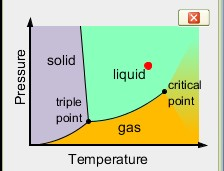 solid
Pressure
liquid
critical
point
triple
point
gas
Temperature